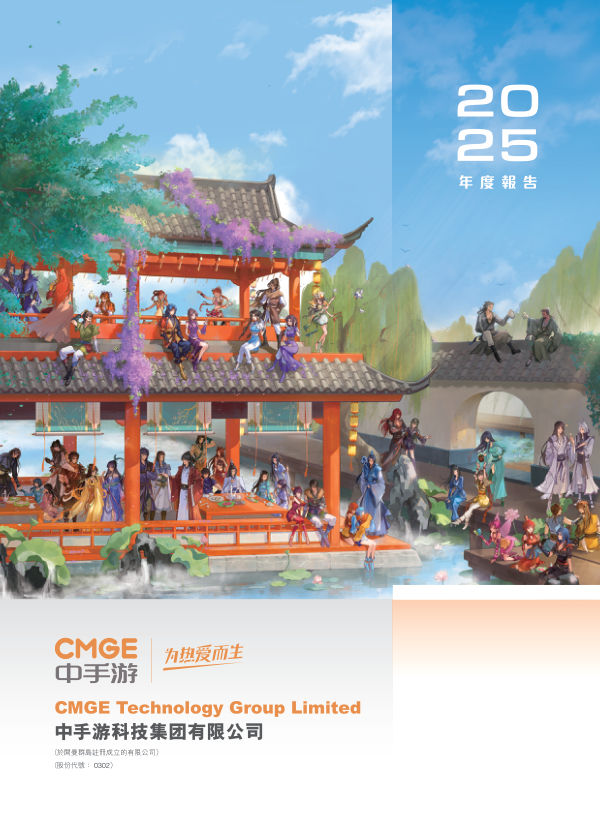 20
25
年度報告
CMGE
中手游
为热爱而生
CMGE Technology Group Limited
中手游科技集团有限公司
(於開曼群島註冊成立的有限公司)
(股份代號：0302)